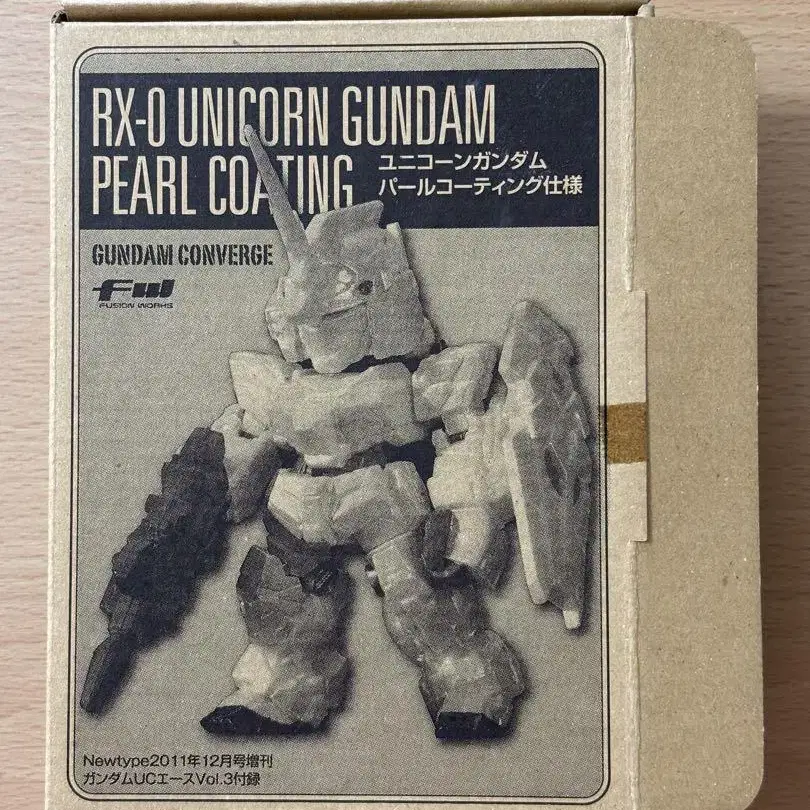 RX-0 UNICORN GUNDAM
PEARL COATING
ユニコーンガンダム
パールコーティング仕様
GUNDAM CONVERGE
FW
FUSION WORKS
Newtype2011年12月号増刊
ガンダムUCエースVol.3付録